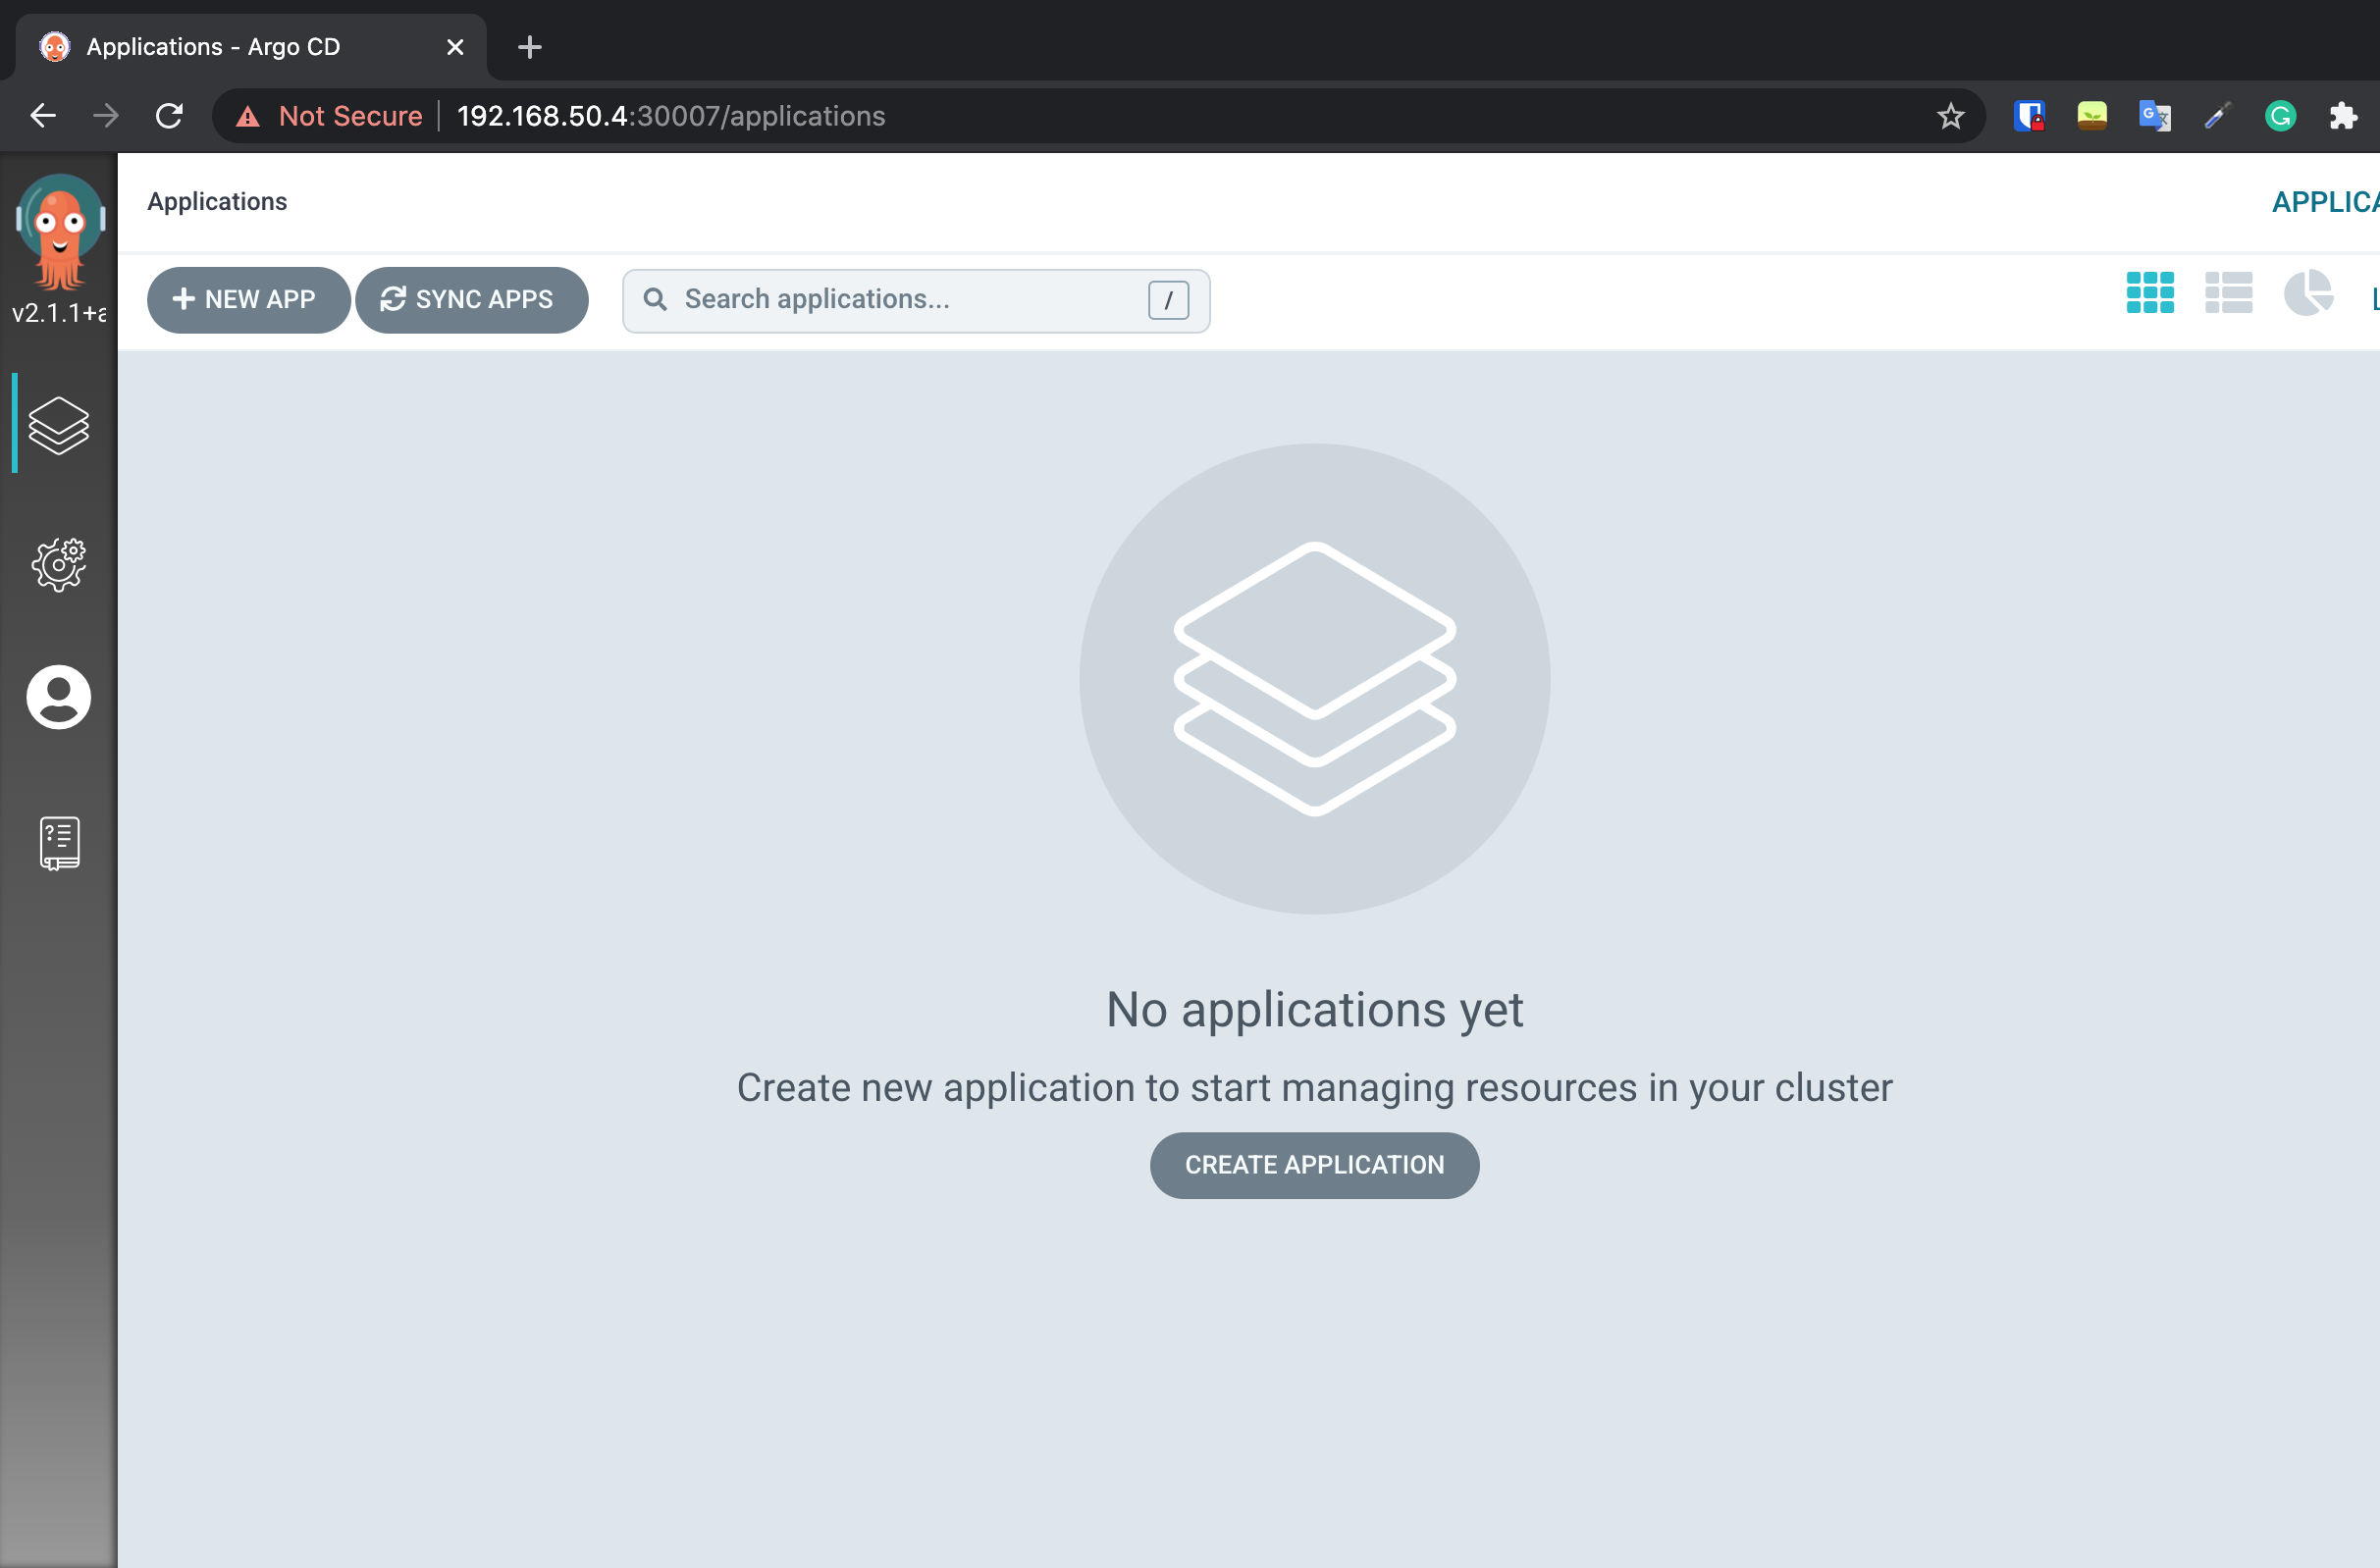 Applications - Argo CD
Not Secure
192.168.50.4:30007/applications
Applications
APPLICA
v2.1.1+a
NEW APP
SYNC APPS
Search applications...
/
No applications yet
Create new application to start managing resources in your cluster
CREATE APPLICATION